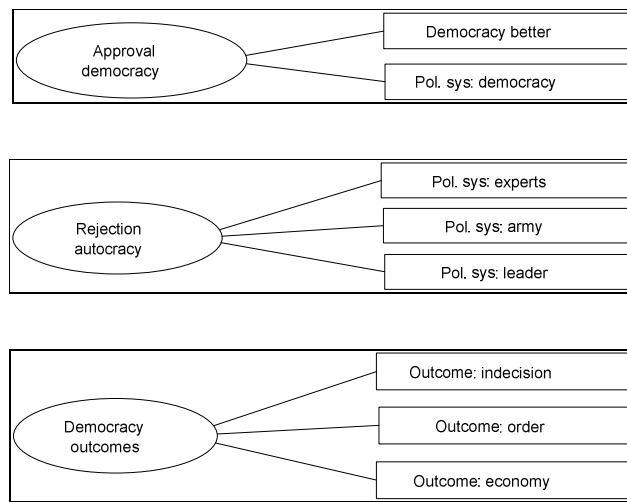 Approval
democracy
Democracy better
Pol. sys: democracy
Rejection
autocracy
Pol. sys: experts
Pol. sys: army
Pol. sys: leader
Democracy
outcomes
Outcome: indecision
Outcome: order
Outcome: economy